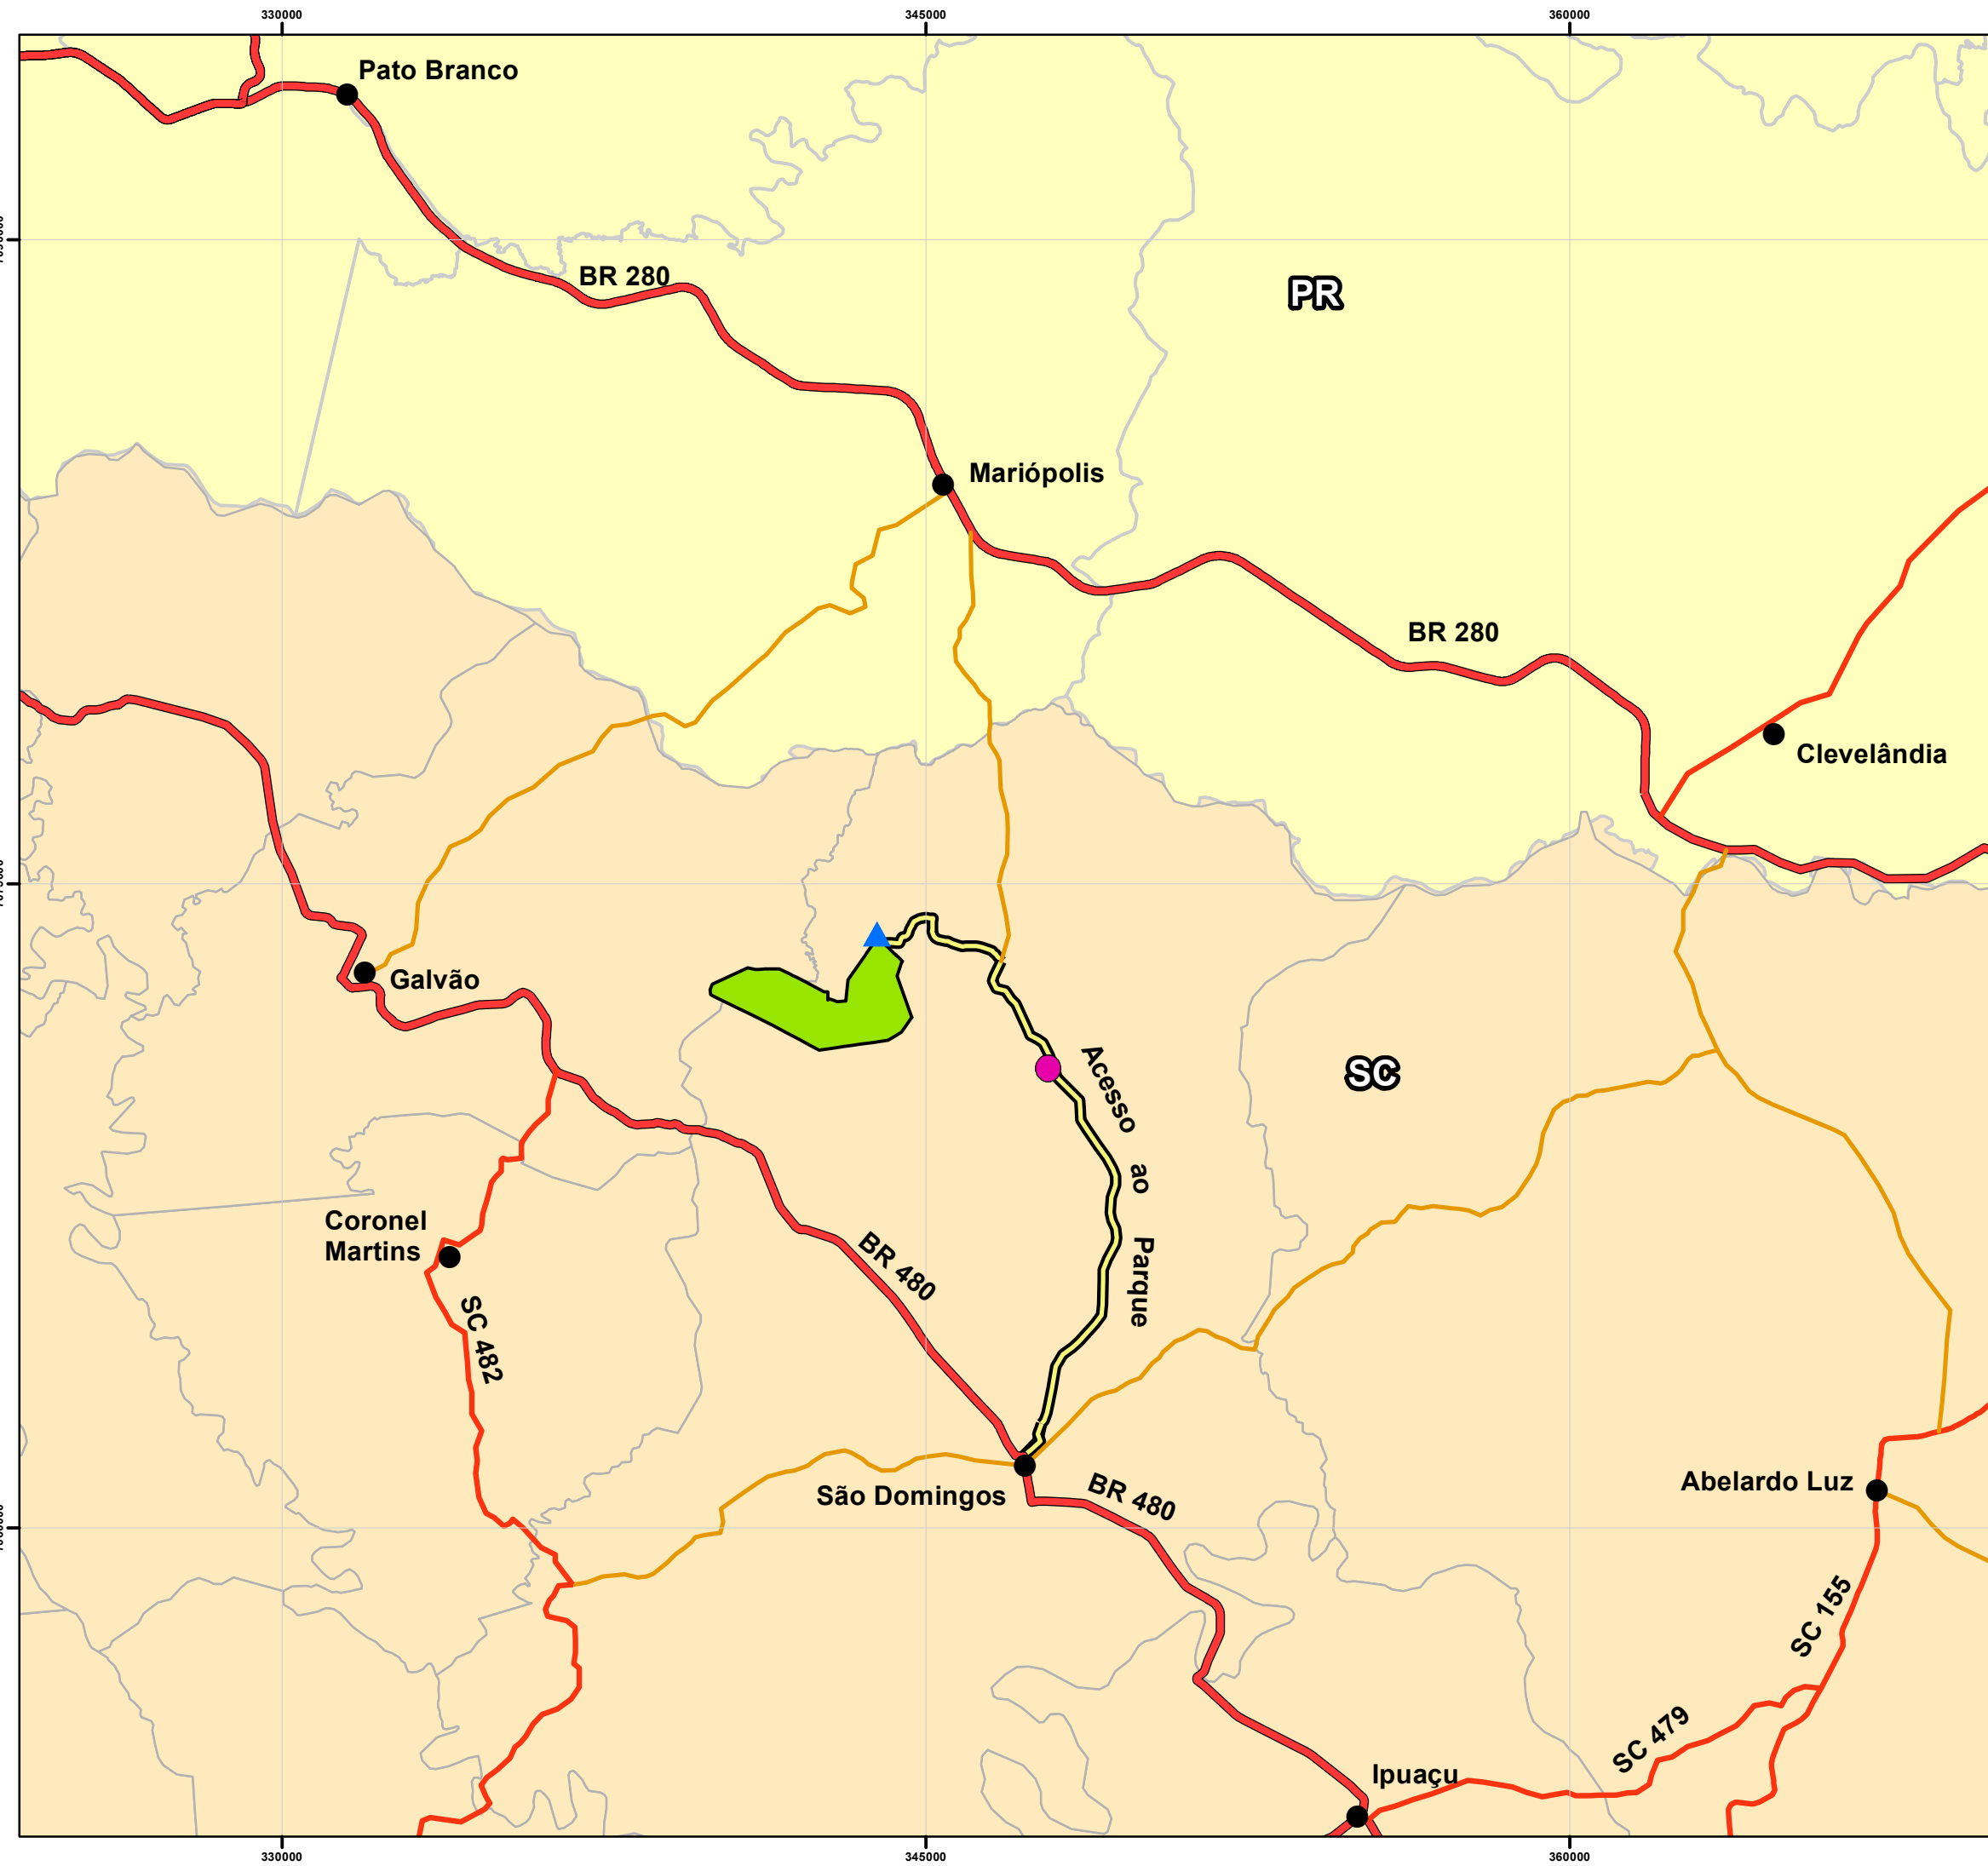 330000
345000
360000
Pato Branco
BR 280
PR
Mariópolis
BR 280
Clevelândia
Galvão
Acesso ao Parque
SC
Coronel
Martins
BR 480
SC 482
São Domingos
BR 480
Abelardo Luz
SC 155
SC 479
Ipuaçu
330000
345000
360000